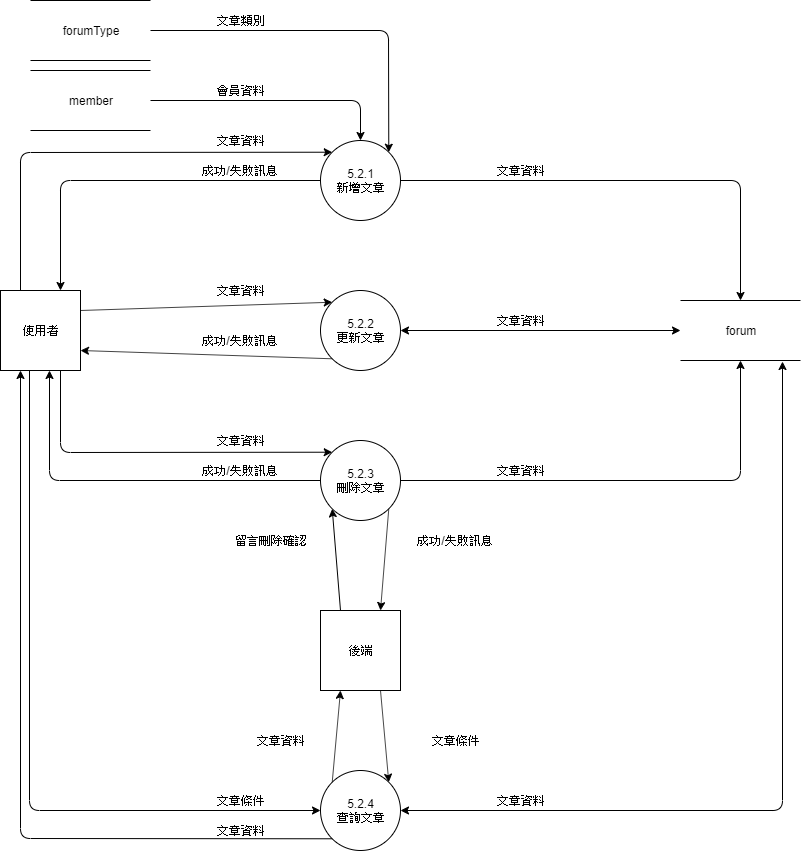 文章類別
forumType
會員資料
member
文章資料
成功/失敗訊息
5.2.1
新增文章
文章資料
文章資料
使用者
5.2.2
更新文章
文章資料
forum
成功/失敗訊息
文章資料
成功/失敗訊息
5.2.3
刪除文章
文章資料
留言刪除確認
成功/失敗訊息
後端
文章資料
文章條件
文章條件
5.2.4
查詢文章
文章資料
文章資料